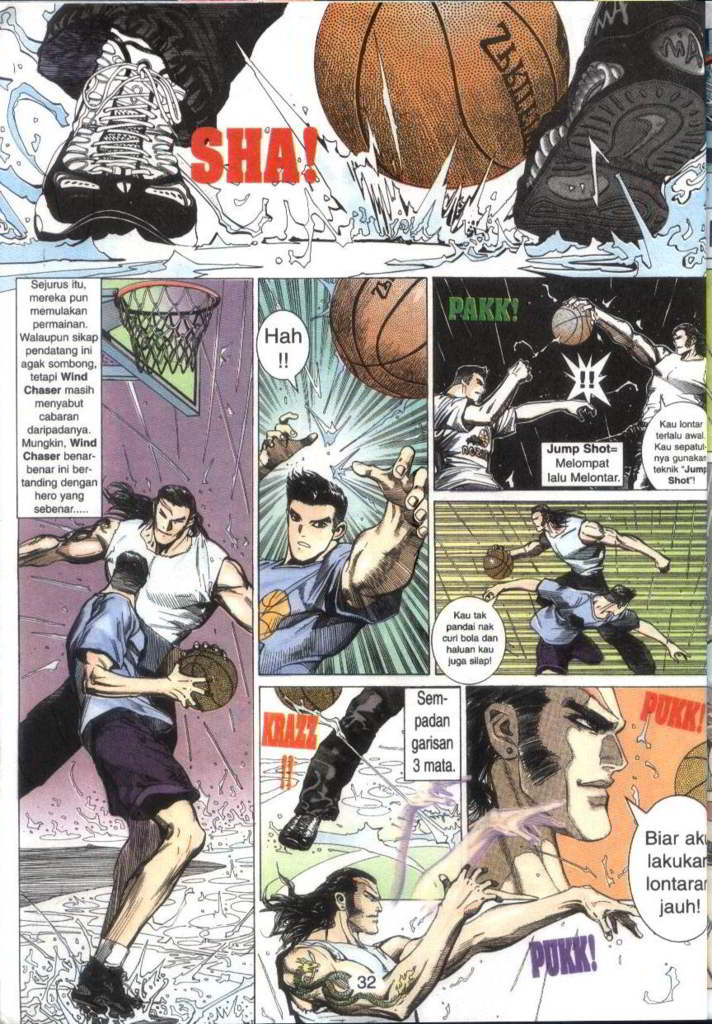 SHA!
Sejurus itu,
mereka pun
memulakan
permainan.
Walaupun sikap
pendatang ini
agak sombong,
tetapi Wind
Chaser masih
menyabut
cabaran
daripadanya.
Mungkin, Wind
Chaser benar-
benar ini ber-
tanding dengan
hero yang
sebenar.....
Hah
!!
PAKK!
!!
Jump Shot=
Melompat
lalu Melontar.
Kau lontar
terlalu awal.
Kau sepatut-
nya gunakan
teknik "Jump
Shot"!
Kau tak
pandai nak
curi bola dan
haluan kau
juga silap!
KRAZZ
!!
Sem-
padan
garisan
3 mata.
PUKK!
Biar aku
lakukan
lontaran
jauh!
PUKK!
32